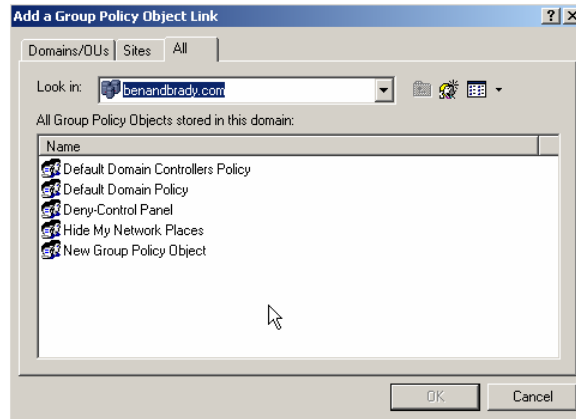 Add a Group Policy Object Link
Domains/OUs Sites All
Look in: benandbrady.com
All Group Policy Objects stored in this domain:
Name
Default Domain Controllers Policy
Default Domain Policy
Deny-Control Panel
Hide My Network Places
New Group Policy Object
OK Cancel